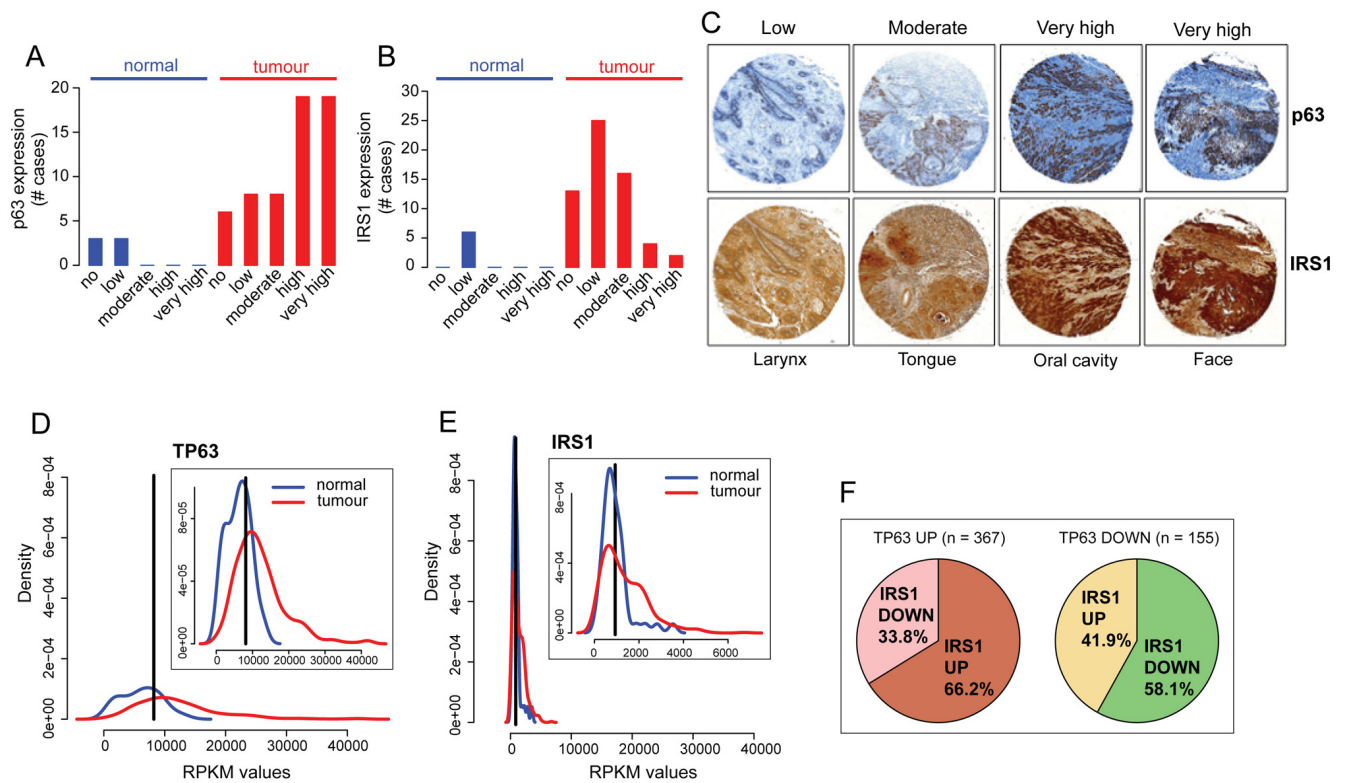 A
normal
tumour
p63 expression
(# cases)
20
15
10
5
0
no
low
moderate
high
very high
no
low
moderate
high
very high
B
normal
tumour
IRS1 expression
(# cases)
30
25
20
15
10
5
0
no
low
moderate
high
very high
no
low
moderate
high
very high
C
Low
Moderate
Very high
Very high
p63
IRS1
Larynx
Tongue
Oral cavity
Face
D
TP63
Density
8e−04
6e−04
4e−04
2e−04
0e+00
0
10000
20000
30000
40000
RPKM values
normal
tumour
8e−05
4e−05
0e+00
0
10000
20000
30000
40000
E
IRS1
Density
8e−04
6e−04
4e−04
2e−04
0e+00
0
10000
20000
30000
40000
RPKM values
normal
tumour
8e−04
4e−04
0e+00
0
2000
4000
6000
F
TP63 UP (n = 367)
IRS1
DOWN
33.8%
IRS1
UP
66.2%
TP63 DOWN (n = 155)
IRS1
UP
41.9%
IRS1
DOWN
58.1%